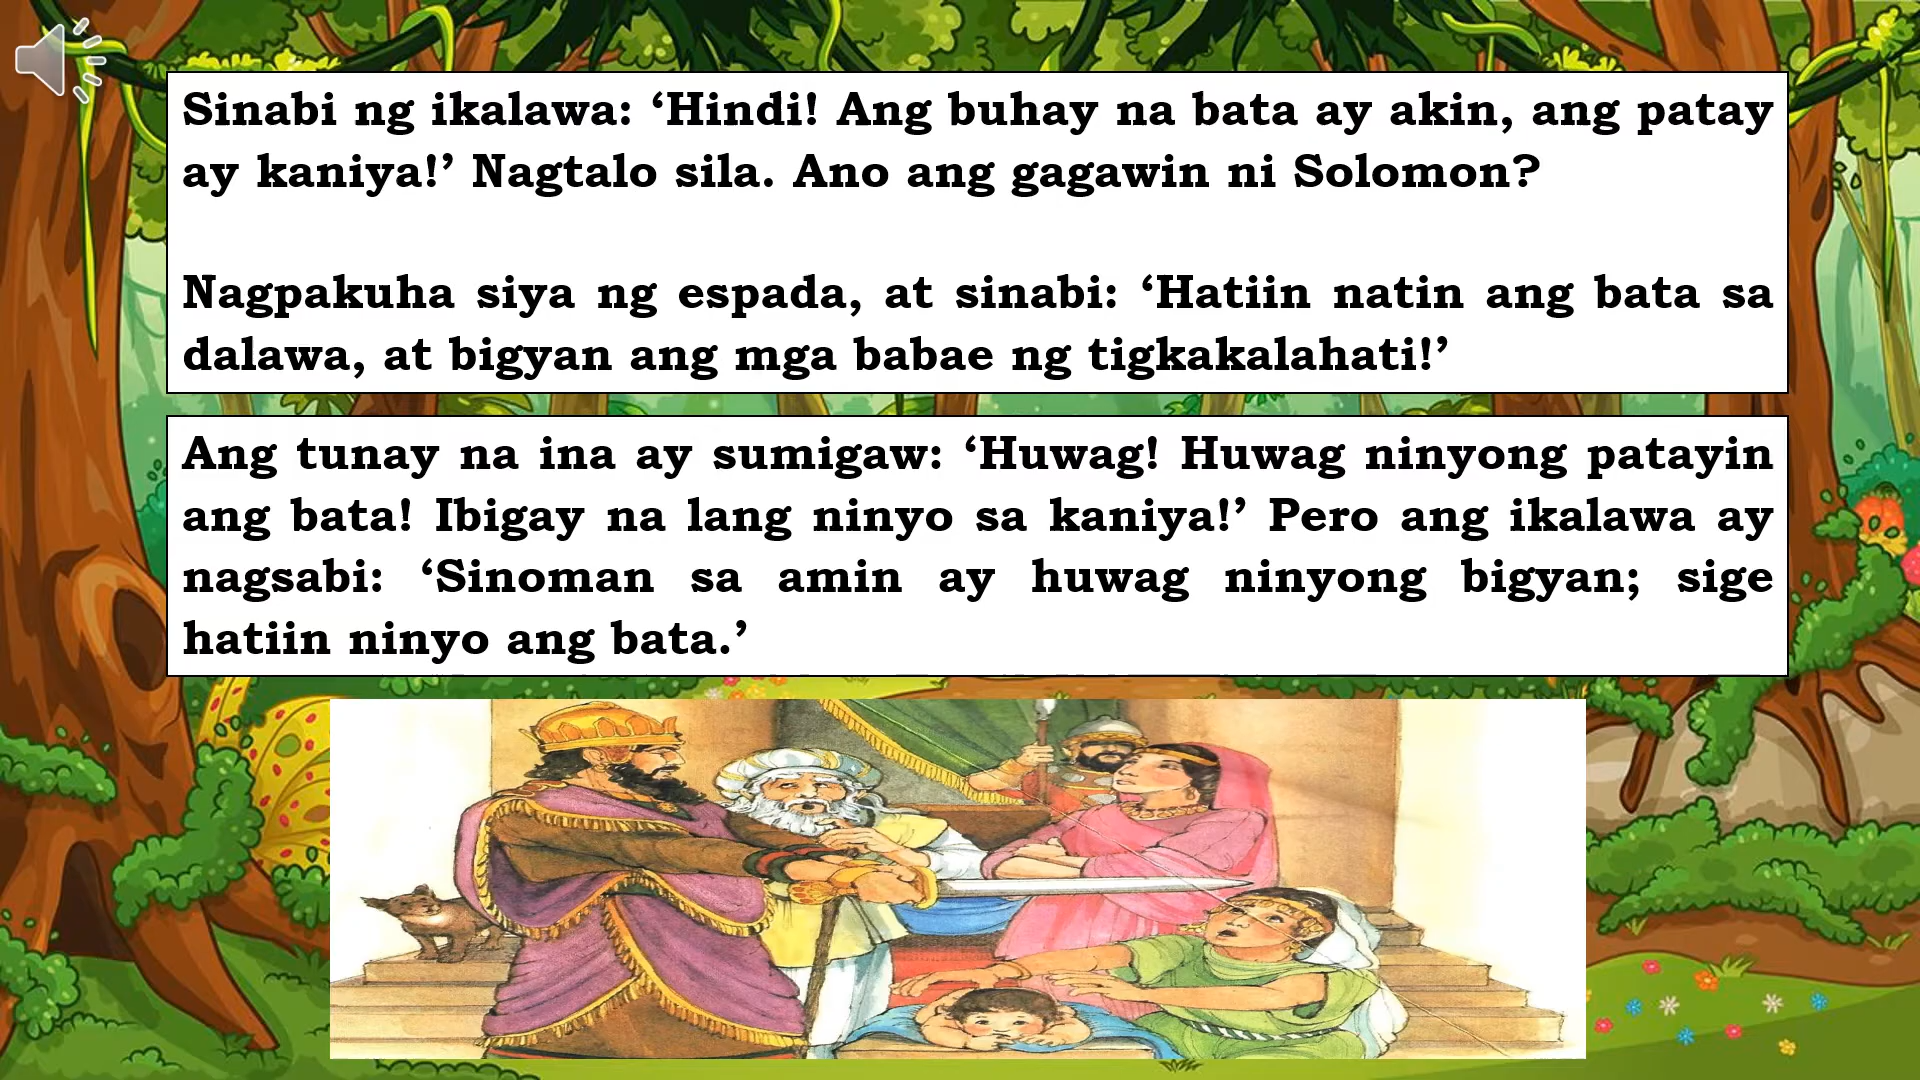 Sinabi ng ikalawa: ‘Hindi! Ang buhay na bata ay akin, ang patay
ay kaniya!’ Nagtalo sila. Ano ang gagawin ni Solomon?
Nagpakuha siya ng espada, at sinabi: ‘Hatiin natin ang bata sa
dalawa, at bigyan ang mga babae ng tigkakalahati!’
Ang tunay na ina ay sumigaw: ‘Huwag! Huwag ninyong patayin
ang bata! Ibigay na lang ninyo sa kaniya!’ Pero ang ikalawa ay
nagsabi: ‘Sinoman sa amin ay huwag ninyong bigyan; sige
hatiin ninyo ang bata.’